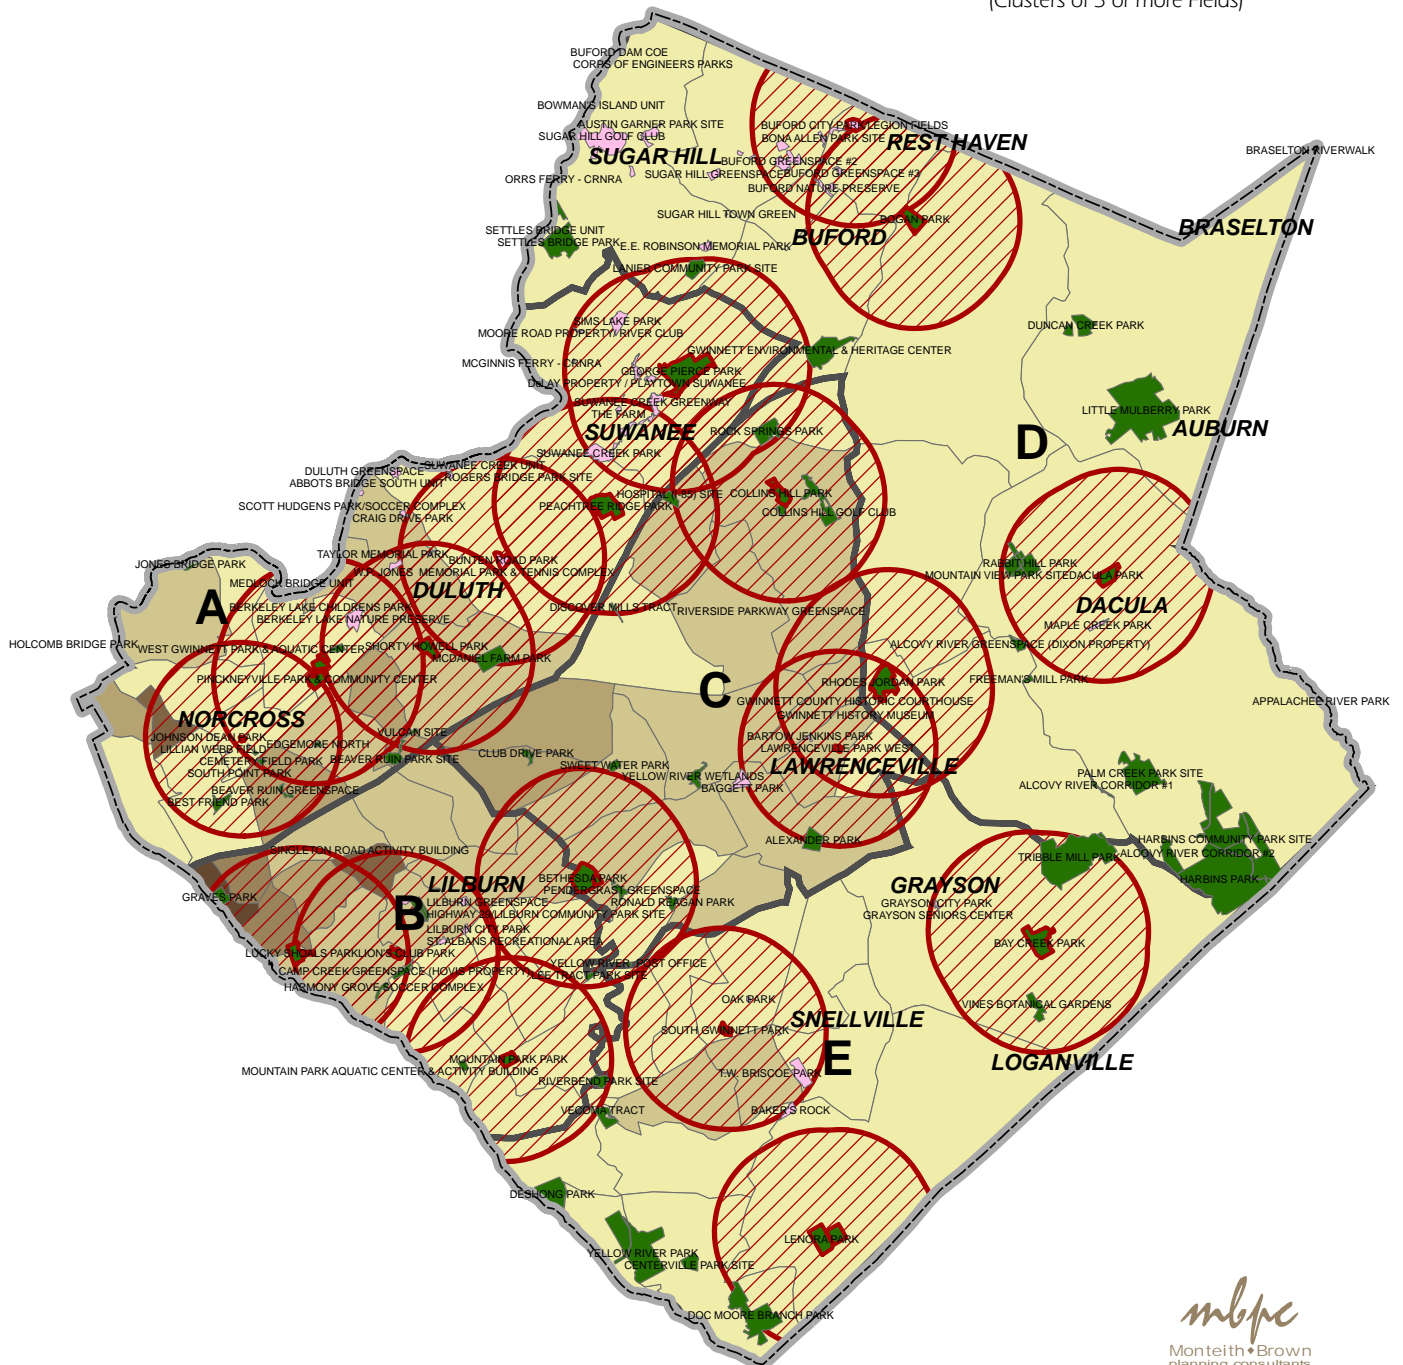 (Clusters of 3 or more Fields)
BUFORD DAM COE
CORPS OF ENGINEERS PARKS
BOWMAN'S ISLAND UNIT
AUSTIN GARNER PARK SITE
SUGAR HILL GOLF CLUB
SUGAR HILL
BUFORD CITY PARK/LEGION FIELDS
BONA ALLEN PARK SITE
REST HAVEN
BRASELTON RIVERWALK
BUFORD GREENSPACE #2
SUGAR HILL GREENSPACE
BUFORD GREENSPACE #3
ORRS FERRY - CRNRA
BUFORD NATURE PRESERVE
SUGAR HILL TOWN GREEN
BOGAN PARK
BRASELTON
SETTLES BRIDGE UNIT
SETTLES BRIDGE PARK
BUFORD
E.E. ROBINSON MEMORIAL PARK
LANIER COMMUNITY PARK SITE
SIMS LAKE PARK
MOORE ROAD PROPERTY/ RIVER CLUB
DUNCAN CREEK PARK
GWINNETT ENVIRONMENTAL & HERITAGE CENTER
MCGINNIS FERRY - CRNRA
GEORGE PIERCE PARK
DeLAY PROPERTY / PLAYTOWN SUWANEE
SUWANEE CREEK GREENWAY
THE FARM
LITTLE MULBERRY PARK
AUBURN
SUWANEE
ROCK SPRINGS PARK
D
SUWANEE CREEK PARK
SUWANEE CREEK UNIT
DULUTH GREENSPACE
ROGERS BRIDGE PARK SITE
ABBOTS BRIDGE SOUTH UNIT
HOSPITAL (I-85) SITE
COLLINS HILL PARK
SCOTT HUDGENS PARK/SOCCER COMPLEX
PEACHTREE RIDGE PARK
COLLINS HILL GOLF CLUB
CRAIG DRIVE PARK
TAYLOR MEMORIAL PARK
BUNTEN ROAD PARK
JONES BRIDGE PARK
W.P. JONES MEMORIAL PARK & TENNIS COMPLEX
RABBIT HILL PARK
MOUNTAIN VIEW PARK SITE
DACULA PARK
MEDLOCK BRIDGE UNIT
DULUTH
A
BERKELEY LAKE CHILDRENS PARK
BERKELEY LAKE NATURE PRESERVE
DISCOVER MILLS TRACT
RIVERSIDE PARKWAY GREENSPACE
DACULA
MAPLE CREEK PARK
HOLCOMB BRIDGE PARK
WEST GWINNETT PARK & AQUATIC CENTER
SHORTY HOWELL PARK
MCDANIEL FARM PARK
ALCOVY RIVER GREENSPACE (DIXON PROPERTY)
PINCKNEYVILLE PARK & COMMUNITY CENTER
C
RHODES JORDAN PARK
FREEMAN'S MILL PARK
GWINNETT COUNTY HISTORIC COURTHOUSE
APPALACHEE RIVER PARK
GWINNETT HISTORY MUSEUM
NORCROSS
JOHNSON DEAN PARK
LILLIAN WEBB FIELD
EDGEMORE NORTH
VULCAN SITE
BARTOW JENKINS PARK
LAWRENCEVILLE PARK WEST
CEMETERY FIELD PARK
BEAVER RUIN PARK SITE
CLUB DRIVE PARK
SOUTH POINT PARK
SWEET WATER PARK
LAWRENCEVILLE
YELLOW RIVER WETLANDS
BAGGETT PARK
PALM CREEK PARK SITE
ALCOVY RIVER CORRIDOR #1
BEAVER RUIN GREENSPACE
BEST FRIEND PARK
ALEXANDER PARK
HARBINS COMMUNITY PARK SITE
SINGLETON ROAD ACTIVITY BUILDING
TRIBBLE MILL PARK
ALCOVY RIVER CORRIDOR #2
HARBINS PARK
BETHESDA PARK
LILBURN
PENDERGRAST GREENSPACE
GRAYSON
GRAVES PARK
LILBURN GREENSPACE
RONALD REAGAN PARK
GRAYSON CITY PARK
B
HIGHWAY 29/LILBURN COMMUNITY PARK SITE
GRAYSON SENIORS CENTER
LILBURN CITY PARK
ST. ALBANS RECREATIONAL AREA
BAY CREEK PARK
LUCKY SHOALS PARK
LION'S CLUB PARK
YELLOW RIVER POST OFFICE
CAMP CREEK GREENSPACE (HOVIS PROPERTY)
LEE TRACT PARK SITE
HARMONY GROVE SOCCER COMPLEX
OAK PARK
VINES BOTANICAL GARDENS
SNELLVILLE
SOUTH GWINNETT PARK
MOUNTAIN PARK PARK
E
LOGANVILLE
MOUNTAIN PARK AQUATIC CENTER & ACTIVITY BUILDING
T.W. BRISCOE PARK
RIVERBEND PARK SITE
VECOMA TRACT
BAKER'S ROCK
DESHONG PARK
LENORA PARK
YELLOW RIVER PARK
CENTERVILLE PARK SITE
DOC MOORE BRANCH PARK
mbpc
Monteith Brown
planning consultants